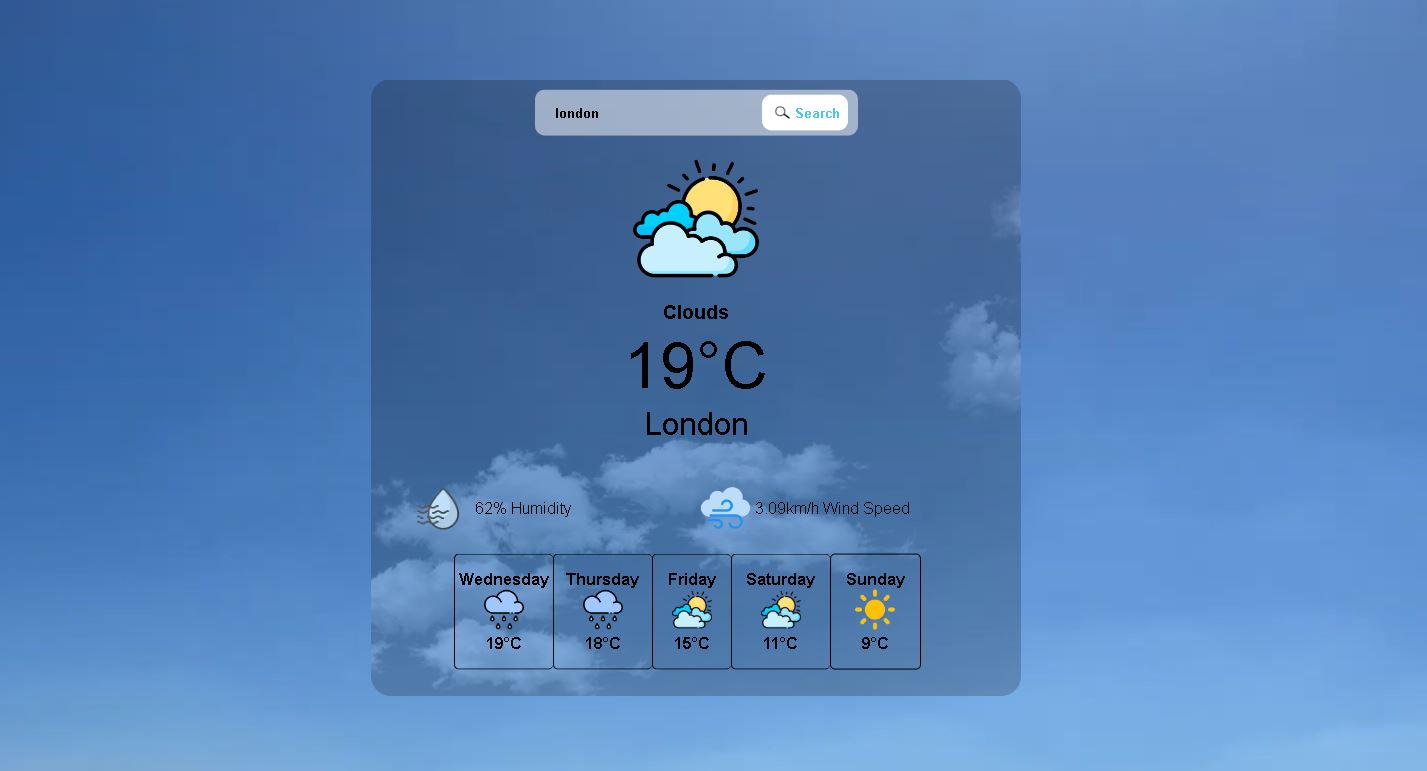 london
Search
Clouds
19°C
London
62% Humidity
3.09km/h Wind Speed
Wednesday
19°C
Thursday
18°C
Friday
15°C
Saturday
11°C
Sunday
9°C